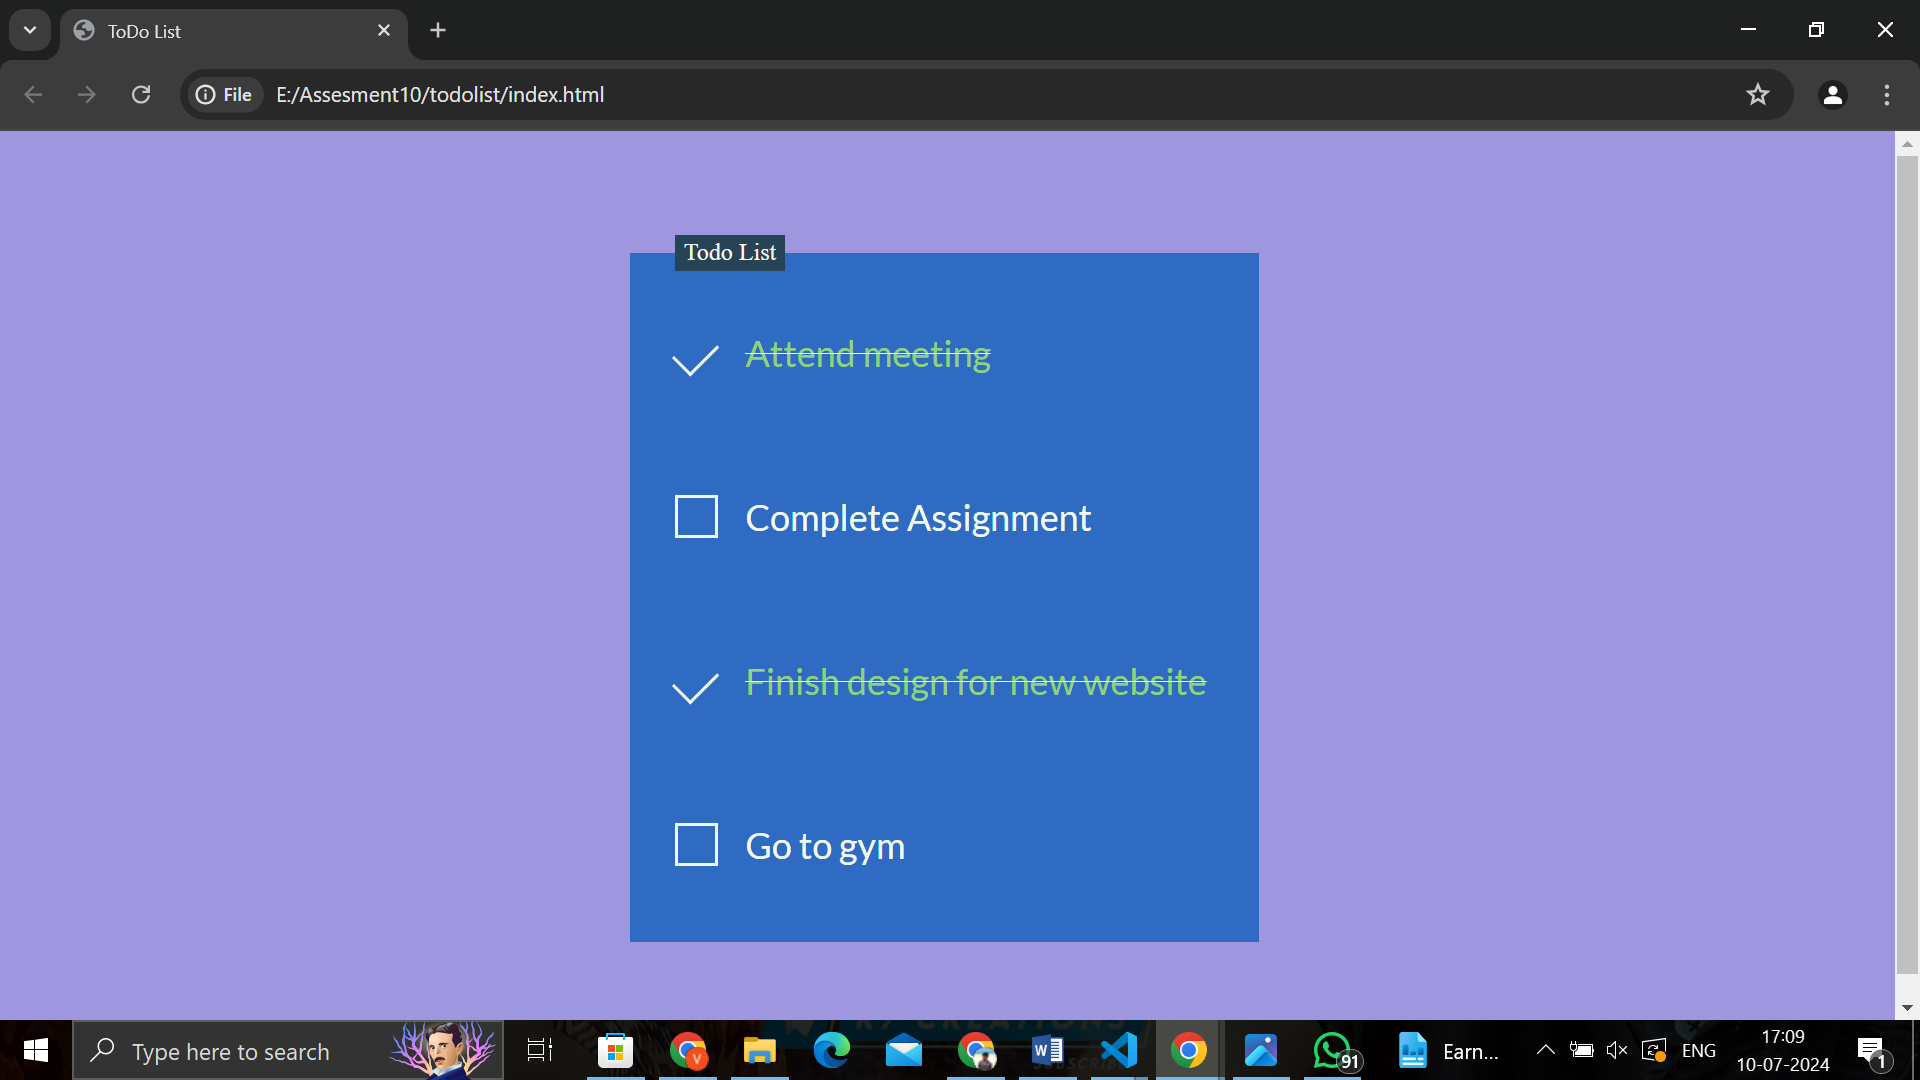 ToDo List
File E:/Assesment10/todolist/index.html
Todo List
Attend meeting
Complete Assignment
Finish design for new website
Go to gym
Type here to search
V
W
91
Earn...
ENG
17:09
10-07-2024
1